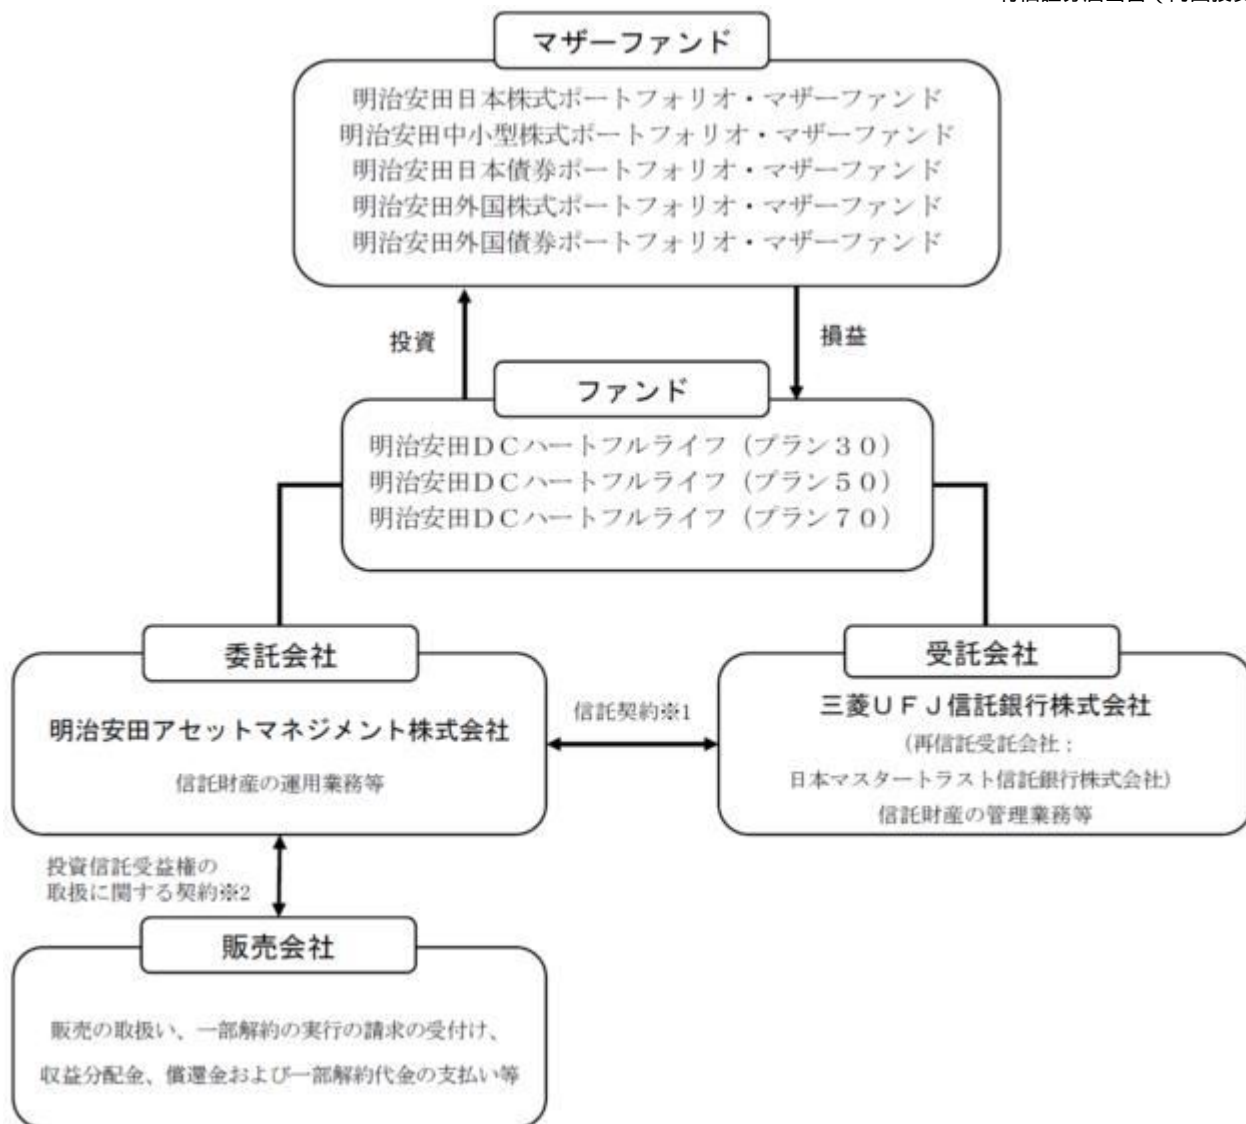 マザーファンド
明治安田日本株式ポートフォリオ・マザーファンド
明治安田中小型株式ポートフォリオ・マザーファンド
明治安田日本債券ポートフォリオ・マザーファンド
明治安田外国株式ポートフォリオ・マザーファンド
明治安田外国債券ポートフォリオ・マザーファンド
投資
損益
ファンド
明治安田DCハートフルライフ（プラン３０）
明治安田DCハートフルライフ（プラン５０）
明治安田DCハートフルライフ（プラン７０）
委託会社
明治安田アセットマネジメント株式会社
信託財産の運用業務等
信託契約※1
受託会社
三菱ＵＦＪ信託銀行株式会社
（再信託受託会社：
日本マスタートラスト信託銀行株式会社）
信託財産の管理業務等
投資信託受益権の
取扱に関する契約※2
販売会社
販売の取扱い、一部解約の実行の請求の受付け、
収益分配金、償還金および一部解約代金の支払い等